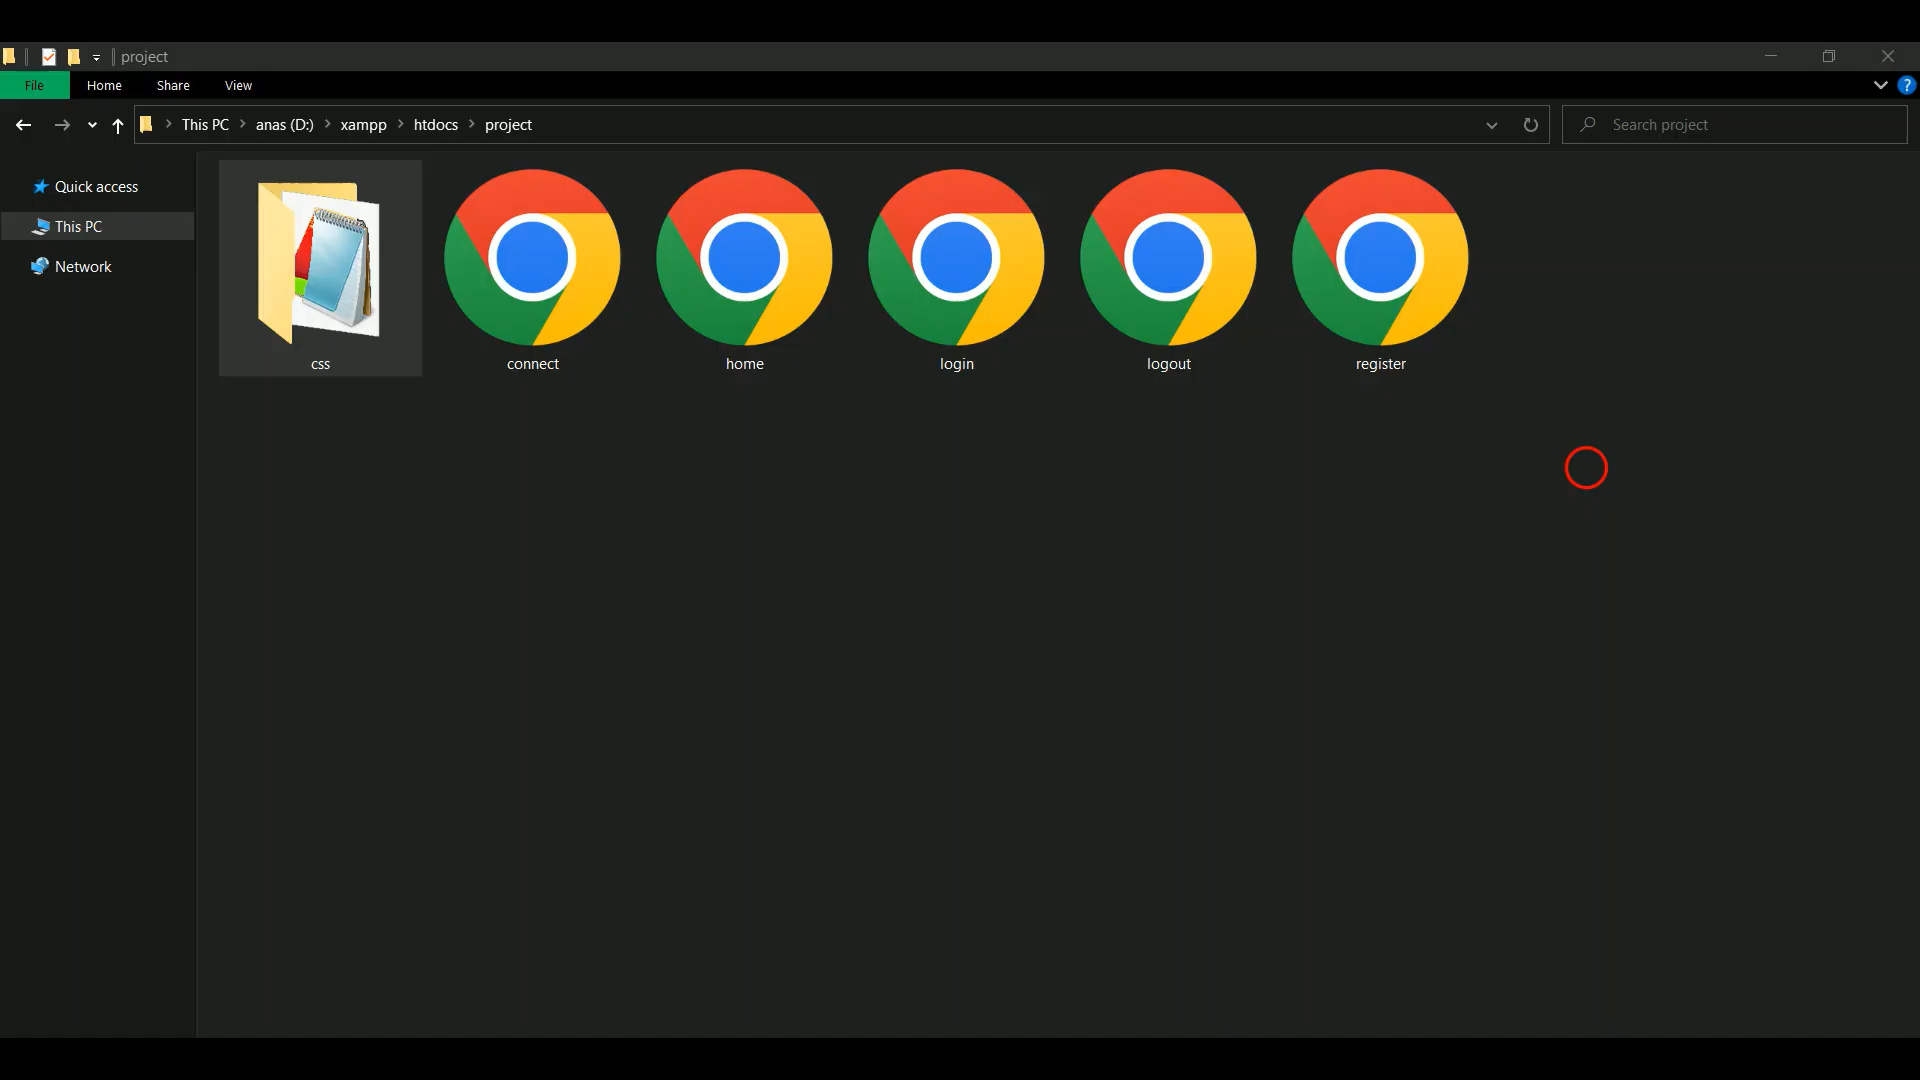 project
File Home Share View
?
This PC anas (D:) xampp htdocs project
Search project
Quick access
This PC
Network
css connect home login logout register